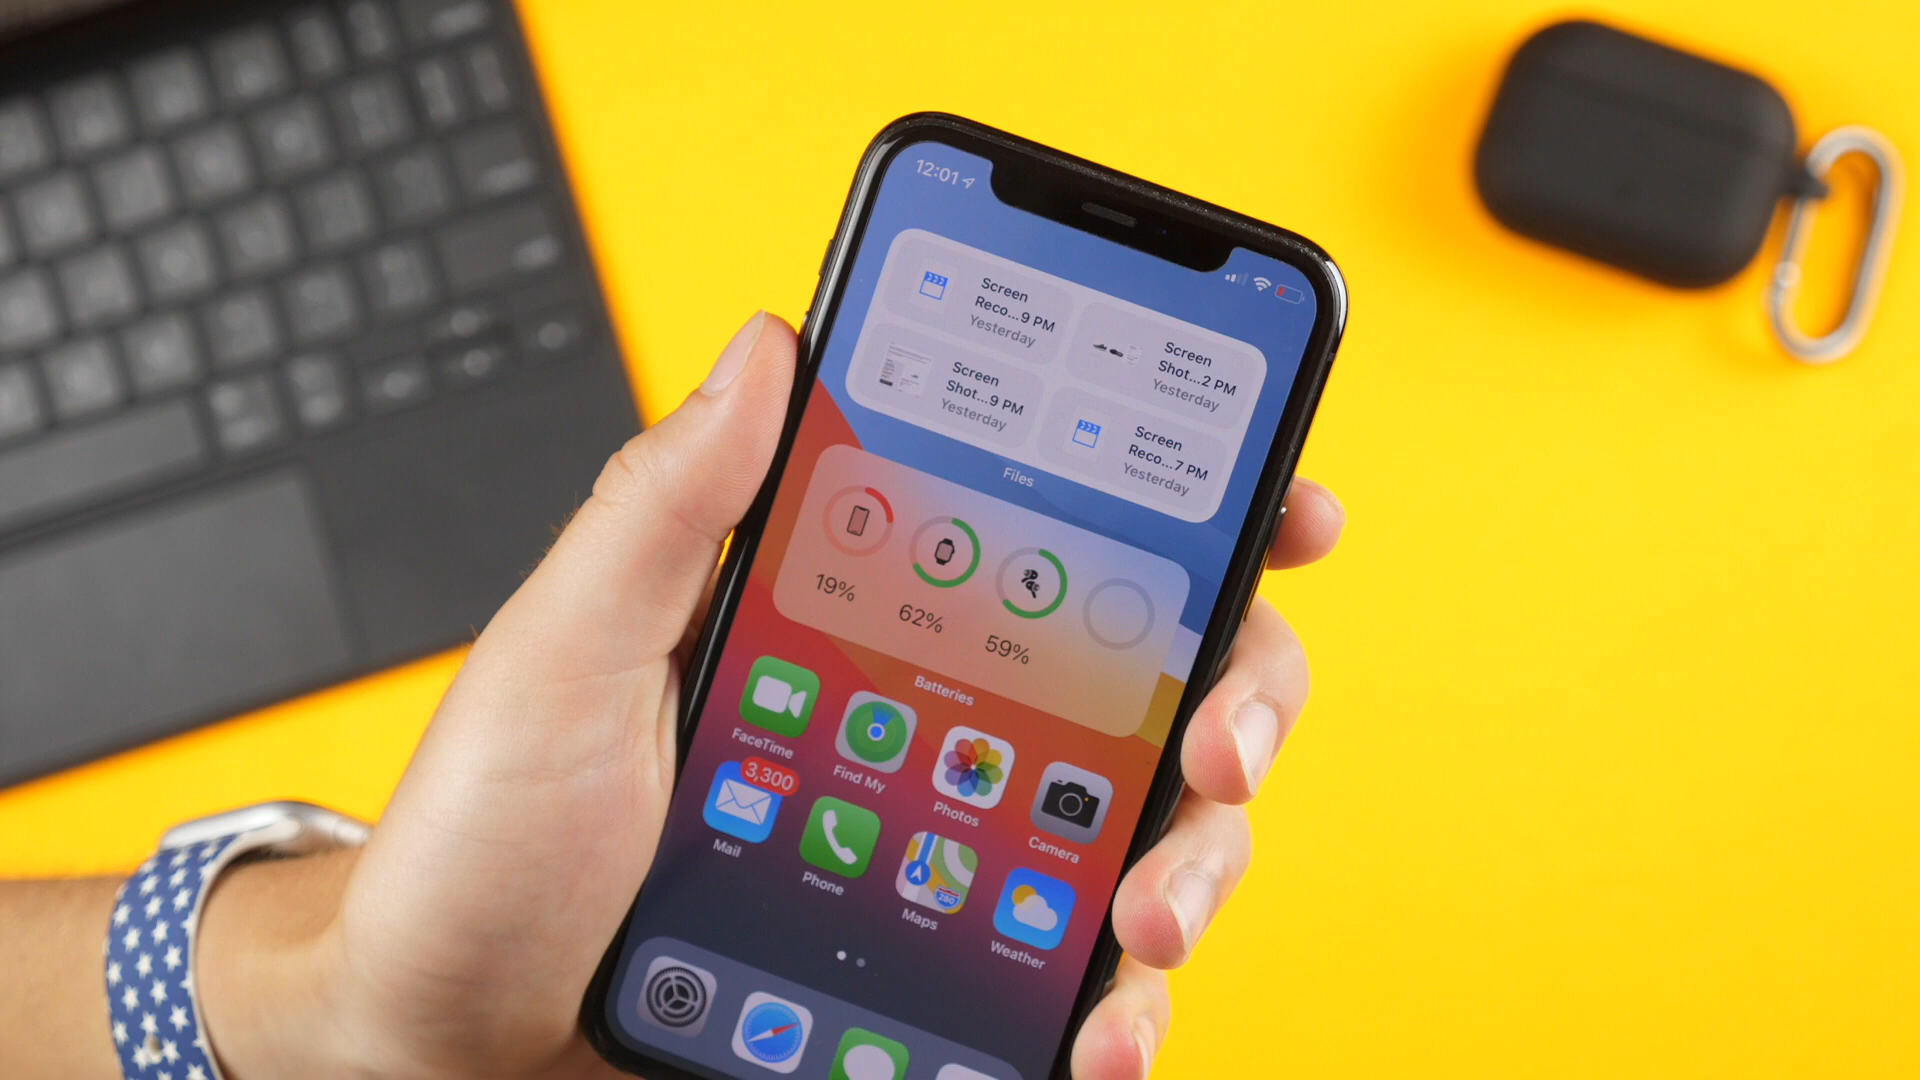 12:01
Screen
Reco...9 PM
Yesterday
Screen
Shot...2 PM
Yesterday
Screen
Shot...9 PM
Yesterday
Screen
Reco...7 PM
Yesterday
Files
19%
62%
59%
Batteries
FaceTime
Find My
Photos
Camera
3,300
Mail
Phone
280
Maps
Weather